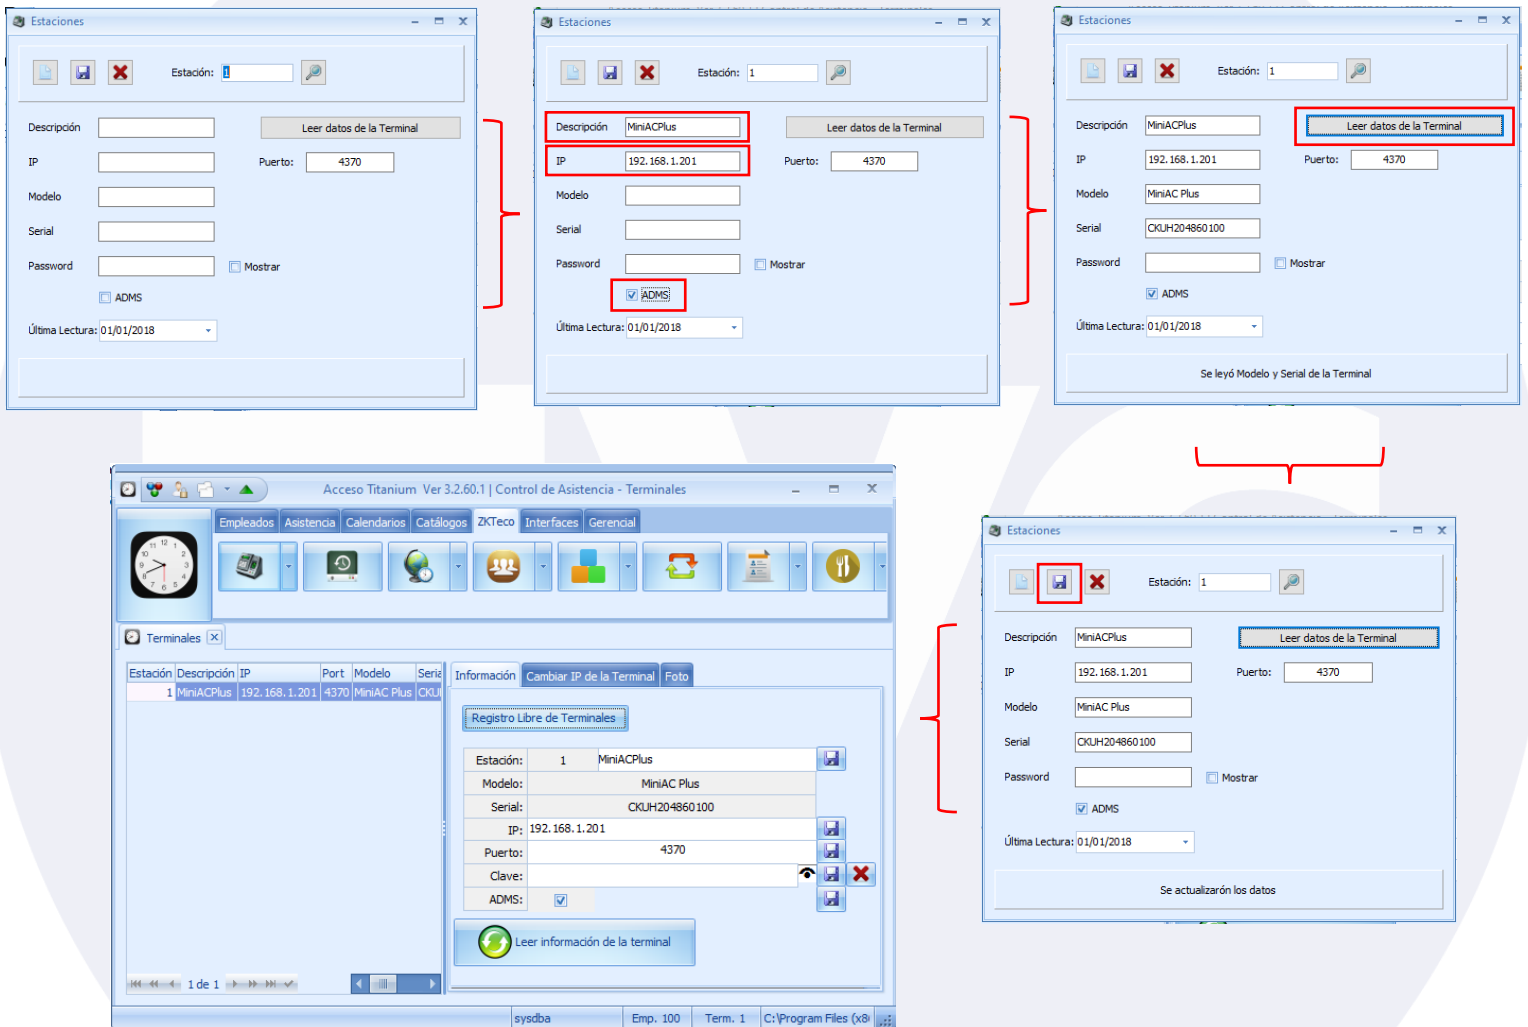 Estaciones
Estación: 1
Descripción
Leer datos de la Terminal
IP
Puerto: 4370
Modelo
Serial
Password
Mostrar
ADMS
Última Lectura: 01/01/2018
Estaciones
Estación: 1
Descripción MiniACPlus
Leer datos de la Terminal
IP 192.168.1.201
Puerto: 4370
Modelo
Serial
Password
Mostrar
ADMS
Última Lectura: 01/01/2018
Estaciones
Estación: 1
Descripción MiniACPlus
Leer datos de la Terminal
IP 192.168.1.201
Puerto: 4370
Modelo MiniAC Plus
Serial CKUH204860100
Password
Mostrar
ADMS
Última Lectura: 01/01/2018
Se leyó Modelo y Serial de la Terminal
Acceso Titanium Ver 3.2.60.1 | Control de Asistencia - Terminales
Empleados Asistencia Calendarios Catálogos ZKTeco Interfaces Gerencial
Terminales
Estación Descripción IP Port Modelo Seria
1 MiniACPlus 192.168.1.201 4370 MiniAC Plus CKU
Información Cambiar IP de la Terminal Foto
Registro Libre de Terminales
Estación: 1 MiniACPlus
Modelo: MiniAC Plus
Serial: CKUH204860100
IP: 192.168.1.201
Puerto: 4370
Clave:
ADMS:
Leer información de la terminal
1 de 1
sysdba Emp. 100 Term. 1 C:\Program Files (x8
Estaciones
Estación: 1
Descripción MiniACPlus
Leer datos de la Terminal
IP 192.168.1.201
Puerto: 4370
Modelo MiniAC Plus
Serial CKUH204860100
Password
Mostrar
ADMS
Última Lectura: 01/01/2018
Se actualizarón los datos